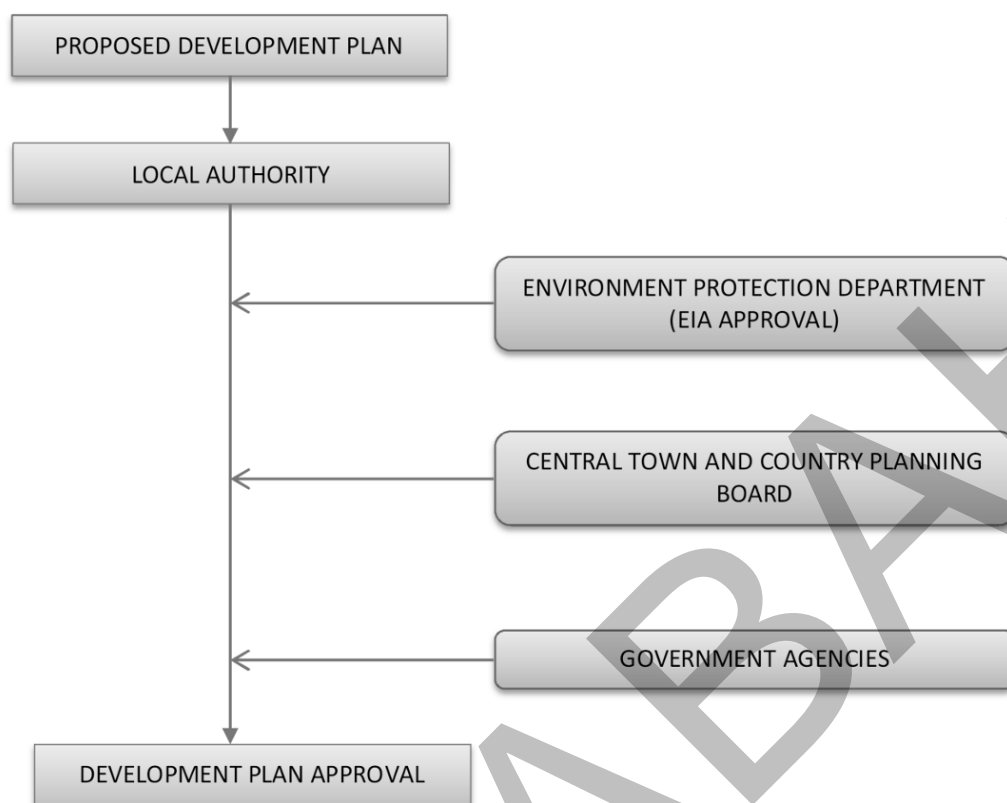 PROPOSED DEVELOPMENT PLAN
LOCAL AUTHORITY
ENVIRONMENT PROTECTION DEPARTMENT
(EIA APPROVAL)
CENTRAL TOWN AND COUNTRY PLANNING
BOARD
GOVERNMENT AGENCIES
DEVELOPMENT PLAN APPROVAL